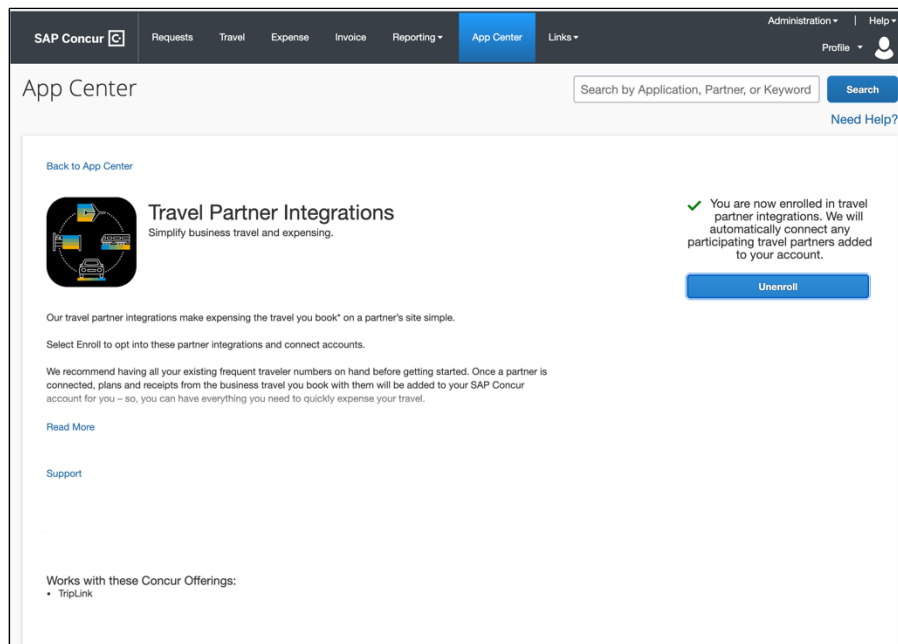 Administration | Help
SAP Concur C. Requests Travel Expense Invoice Reporting App Center Links
Profile
App Center
Search by Application, Partner, or Keyword Search
Need Help?
Back to App Center
Travel Partner Integrations
Simplify business travel and expensing.
You are now enrolled in travel
partner integrations. We will
automatically connect any
participating travel partners added
to your account.
Unenroll
Our travel partner integrations make expensing the travel you book* on a partner's site simple.
Select Enroll to opt into these partner integrations and connect accounts.
We recommend having all your existing frequent traveler numbers on hand before getting started. Once a partner is
connected, plans and receipts from the business travel you book with them will be added to your SAP Concur
account for you – so, you can have everything you need to quickly expense your travel.
Read More
Support
Works with these Concur Offerings:
• TripLink